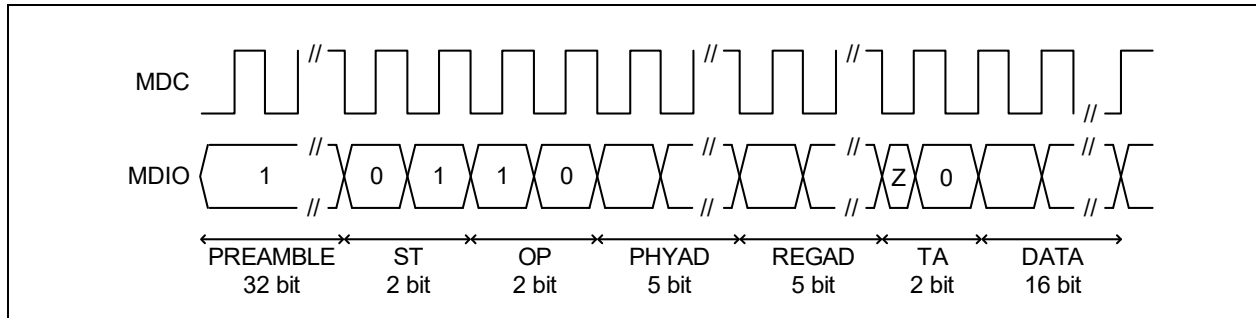 MDC // // // //
MDIO 1 // 0 1 1 0 // // Z 0 //
// // // //
PREAMBLE ST OP PHYAD REGAD TA DATA
32 bit 2 bit 2 bit 5 bit 5 bit 2 bit 16 bit